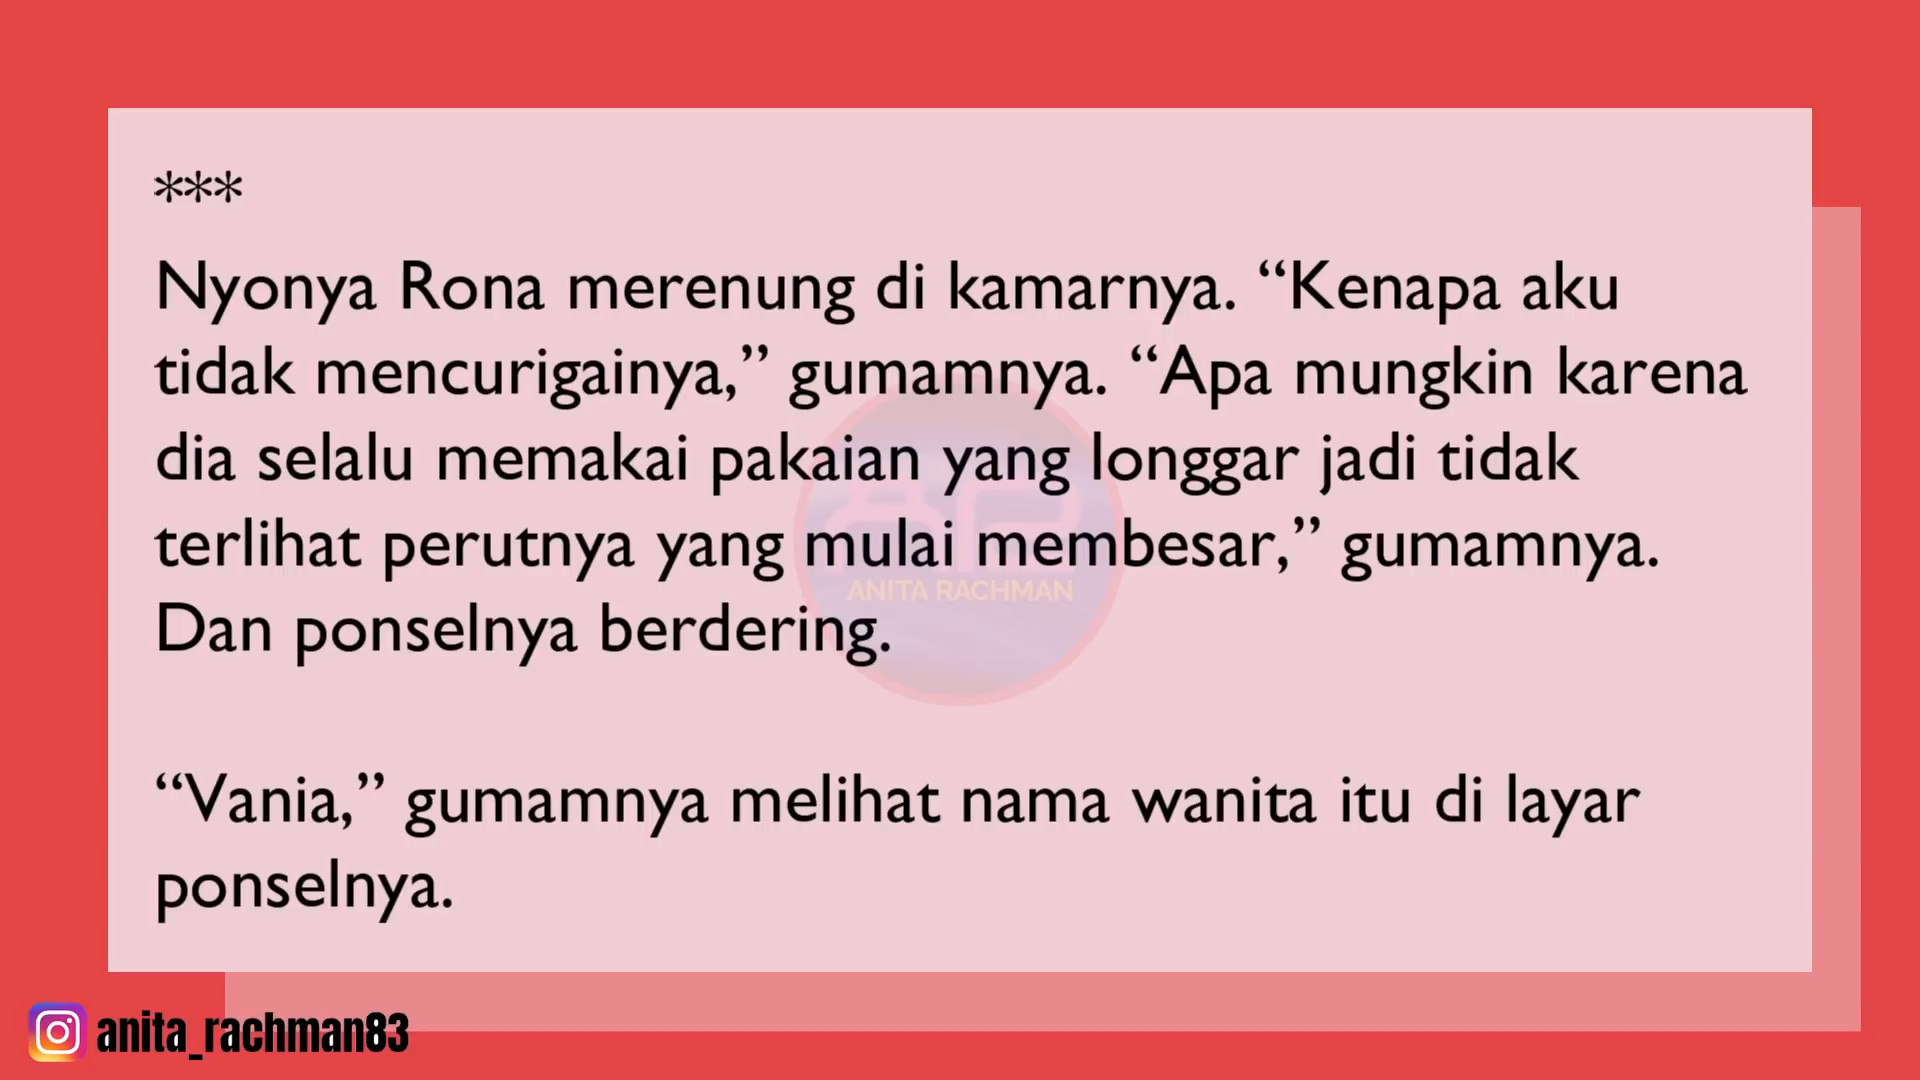 ***
Nyonya Rona merenung di kamarnya. “Kenapa aku
tidak mencurigainya,” gumamnya. “Apa mungkin karena
dia selalu memakai pakaian yang longgar jadi tidak
terlihat perutnya yang mulai membesar,” gumamnya.
ANITA RACHMAN
Dan ponselnya berdering.
“Vania,” gumamnya melihat nama wanita itu di layar
ponselnya.
anita_rachman83